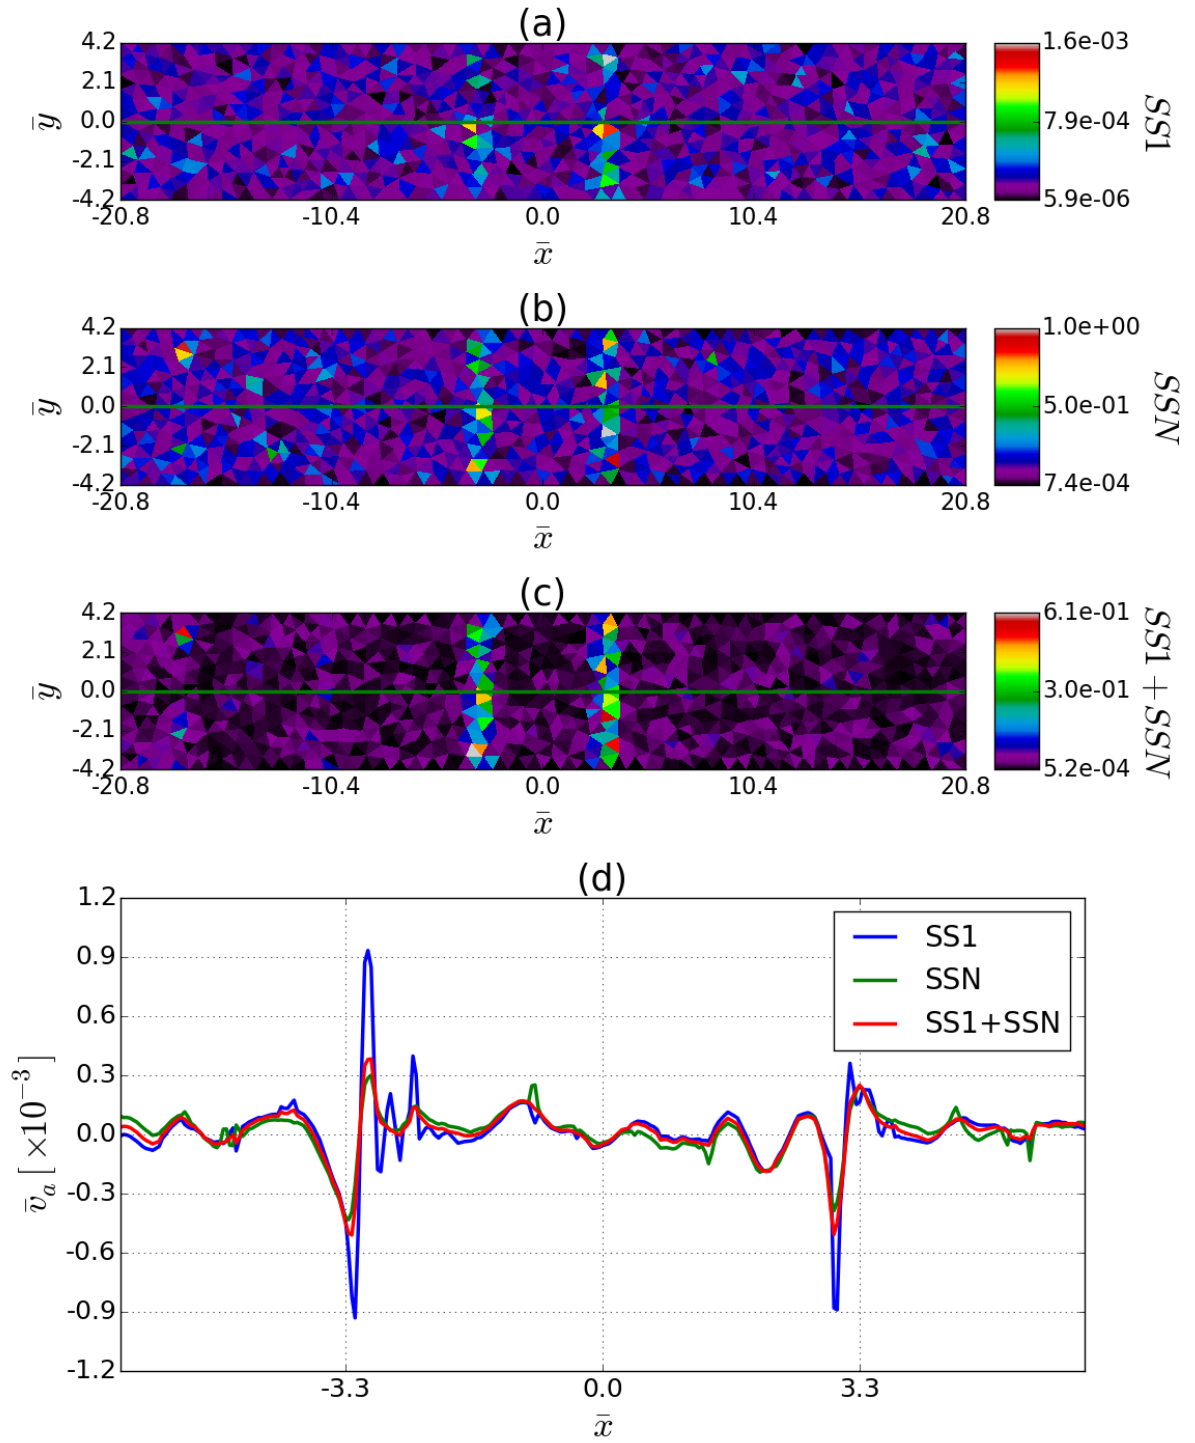 (a)
4.2
2.1
0.0
-2.1
-4.2
ȳ
-20.8 -10.4 0.0 10.4 20.8
x̄
1.6e-03
7.9e-04
5.9e-06
SS1
(b)
4.2
2.1
0.0
-2.1
-4.2
ȳ
-20.8 -10.4 0.0 10.4 20.8
x̄
1.0e+00
5.0e-01
7.4e-04
SSN
(c)
4.2
2.1
0.0
-2.1
-4.2
ȳ
-20.8 -10.4 0.0 10.4 20.8
x̄
6.1e-01
3.0e-01
5.2e-04
SS1 + SSN
(d)
1.2
0.9
0.6
0.3
0.0
-0.3
-0.6
-0.9
-1.2
v̄ₐ [×10⁻³]
SS1
SSN
SS1+SSN
-3.3 0.0 3.3
x̄